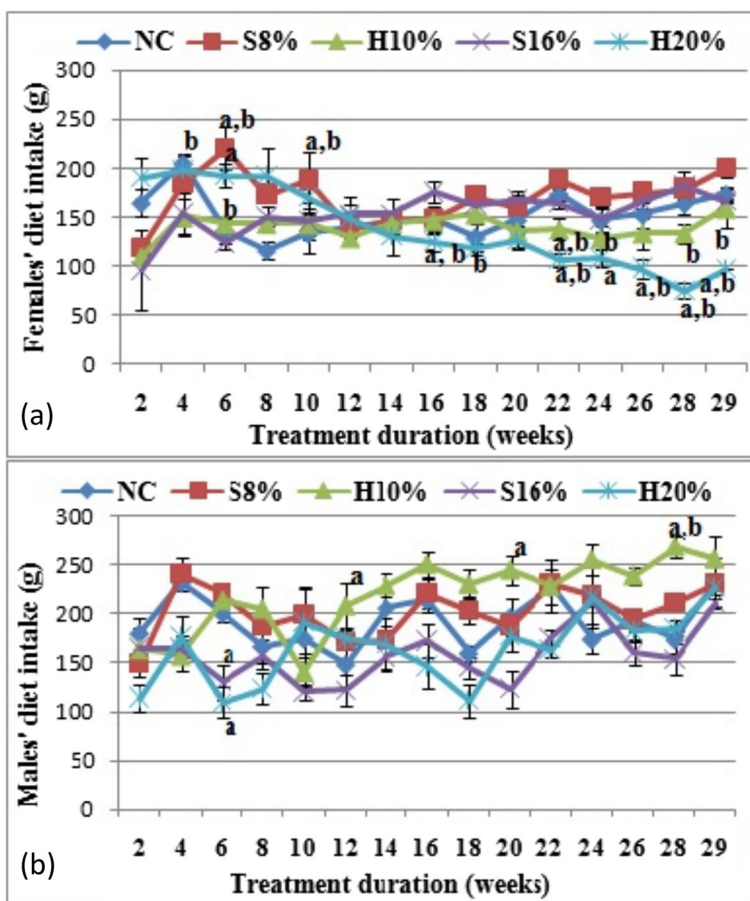 NC S8% H10% S16% H20%
300
a,b
250
b
a,b
a
200
b
150
a, b
b
a,b
b
b
b
100
a,b
a
a,b
a,b
a,b
50
0
Females' diet intake (g)
(a)
2 4 6 8 10 12 14 16 18 20 22 24 26 28 29
Treatment duration (weeks)
NC S8% H10% S16% H20%
300
a,b
a
250
a
200
150
a
100
a
50
0
Males' diet intake (g)
(b)
2 4 6 8 10 12 14 16 18 20 22 24 26 28 29
Treatment duration (weeks)